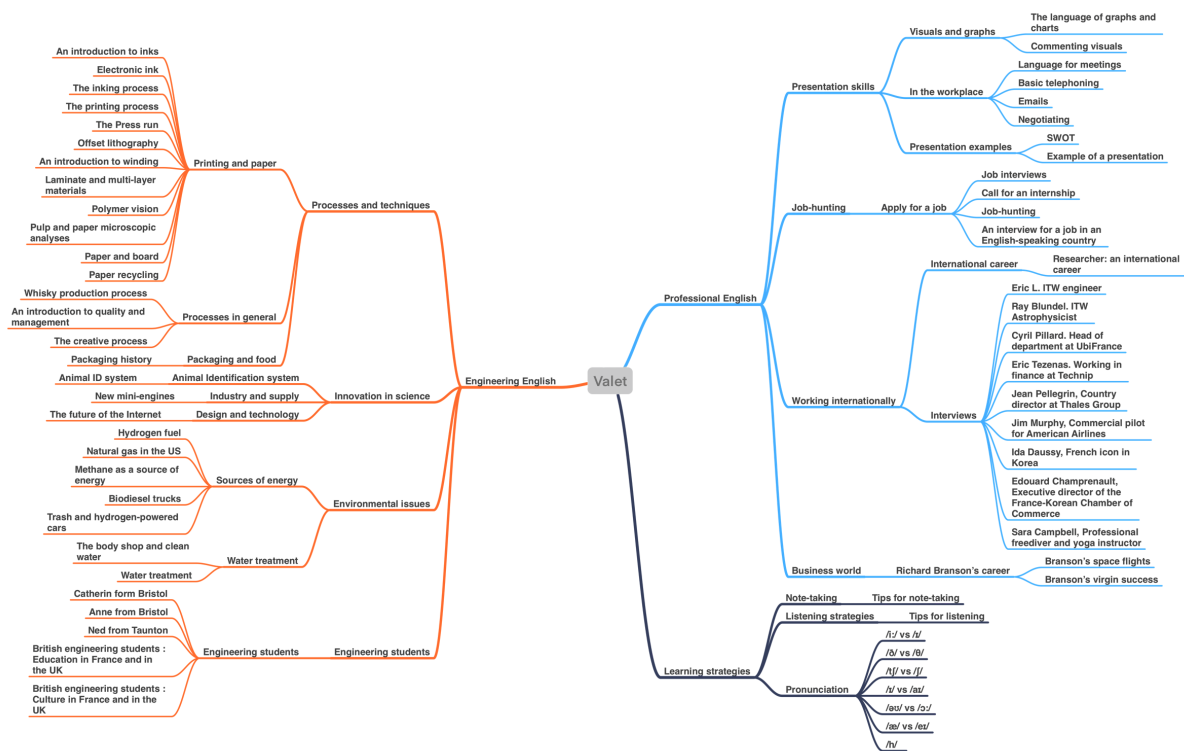 Valet
Professional English
Presentation skills
Visuals and graphs
The language of graphs and
charts
Commenting visuals
In the workplace
Language for meetings
Basic telephoning
Emails
Negotiating
Presentation examples
SWOT
Example of a presentation
Job-hunting
Apply for a job
Job interviews
Call for an internship
Job-hunting
An interview for a job in an
English-speaking country
Working internationally
International career
Researcher: an international
career
Interviews
Eric L. ITW engineer
Ray Blundel. ITW
Astrophysicist
Cyril Pillard. Head of
department at UbiFrance
Eric Tezenas. Working in
finance at Technip
Jean Pellegrin, Country
director at Thales Group
Jim Murphy, Commercial pilot
for American Airlines
Ida Daussy, French icon in
Korea
Edouard Champrenault,
Executive director of the
France-Korean Chamber of
Commerce
Sara Campbell, Professional
freediver and yoga instructor
Business world
Richard Branson's career
Branson's space flights
Branson's virgin success
Learning strategies
Note-taking
Tips for note-taking
Listening strategies
Tips for listening
Pronunciation
/i:/ vs /ɪ/
/ð/ vs /θ/
/tʃ/ vs /ʃ/
/ɪ/ vs /aɪ/
/əʊ/ vs /ɔ:/
/æ/ vs /eɪ/
/h/
Engineering English
Processes and techniques
Printing and paper
An introduction to inks
Electronic ink
The inking process
The printing process
The Press run
Offset lithography
An introduction to winding
Laminate and multi-layer
materials
Polymer vision
Pulp and paper microscopic
analyses
Paper and board
Paper recycling
Processes in general
Whisky production process
An introduction to quality and
management
The creative process
Packaging and food
Packaging history
Innovation in science
Animal Identification system
Animal ID system
Industry and supply
New mini-engines
Design and technology
The future of the Internet
Environmental issues
Sources of energy
Hydrogen fuel
Natural gas in the US
Methane as a source of
energy
Biodiesel trucks
Trash and hydrogen-powered
cars
Water treatment
The body shop and clean
water
Water treatment
Engineering students
Engineering students
Catherin form Bristol
Anne from Bristol
Ned from Taunton
British engineering students :
Education in France and in
the UK
British engineering students :
Culture in France and in the
UK